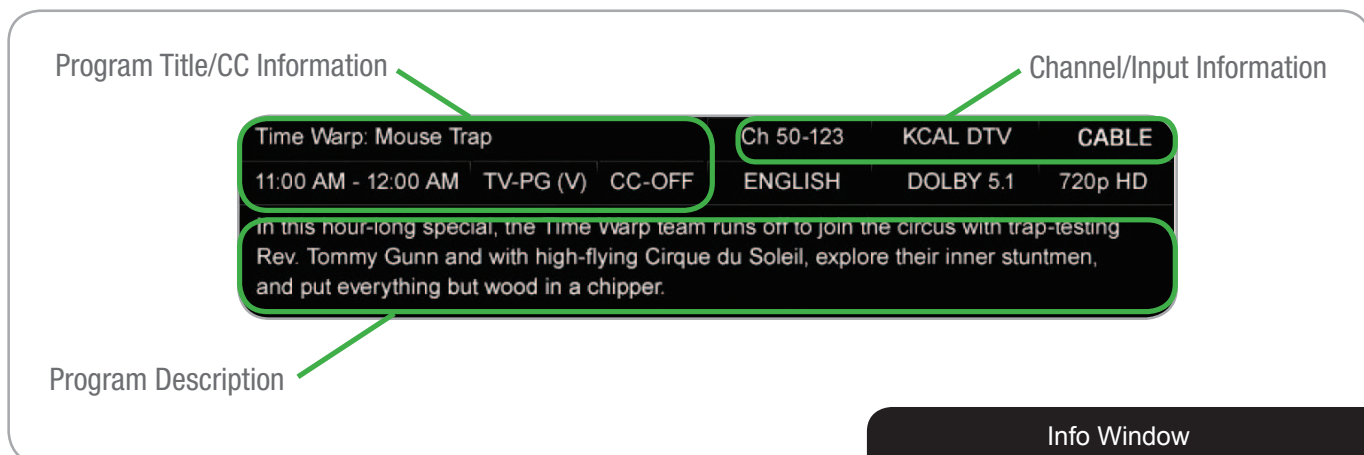 Program Title/CC Information
Channel/Input Information
Time Warp: Mouse Trap Ch 50-123 KCAL DTV CABLE
11:00 AM - 12:00 AM TV-PG (V) CC-OFF ENGLISH DOLBY 5.1 720p HD
In this hour-long special, the Time Warp team runs off to join the circus with trap-testing
Rev. Tommy Gunn and with high-flying Cirque du Soleil, explore their inner stuntmen,
and put everything but wood in a chipper.
Program Description
Info Window